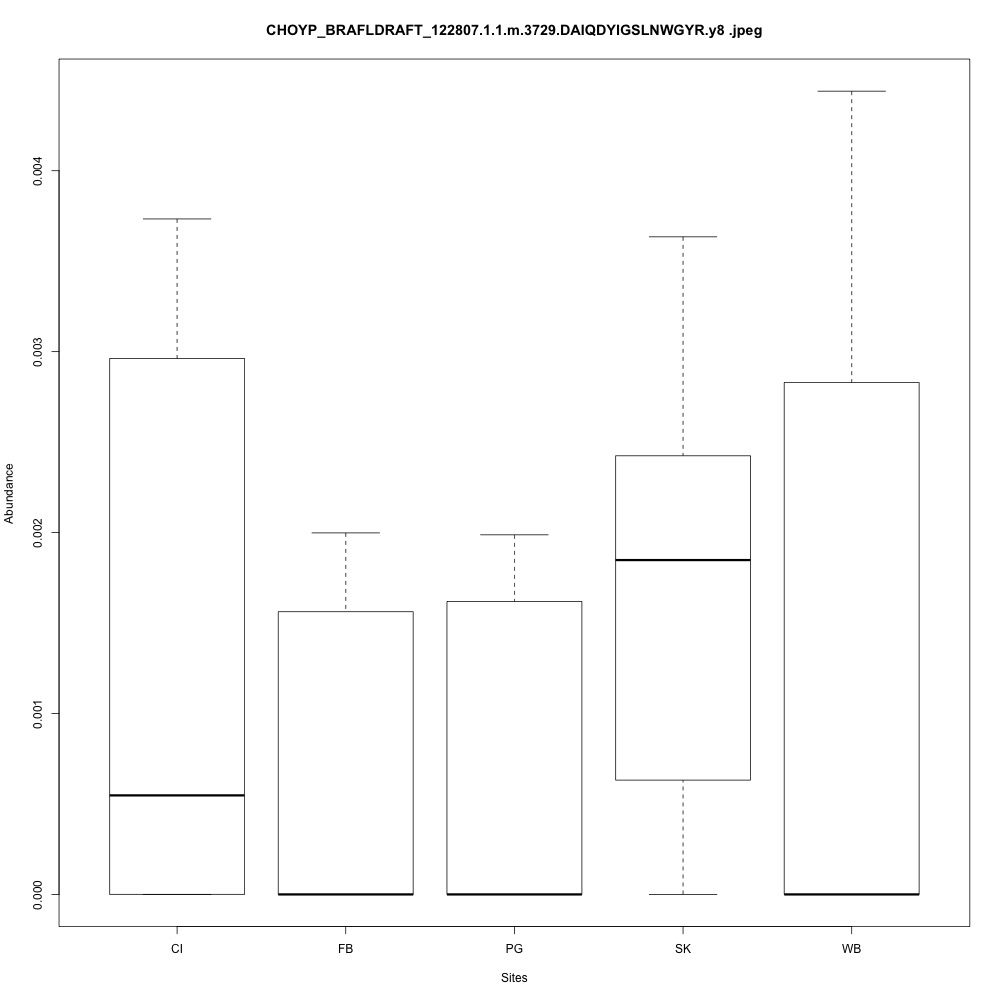 CHOYP_BRAFLDRAFT_122807.1.1.m.3729.DAIQDYIGSLNWGYR.y8 .jpeg
Abundance
0.004
0.003
0.002
0.001
0.000
CI FB PG SK WB
Sites